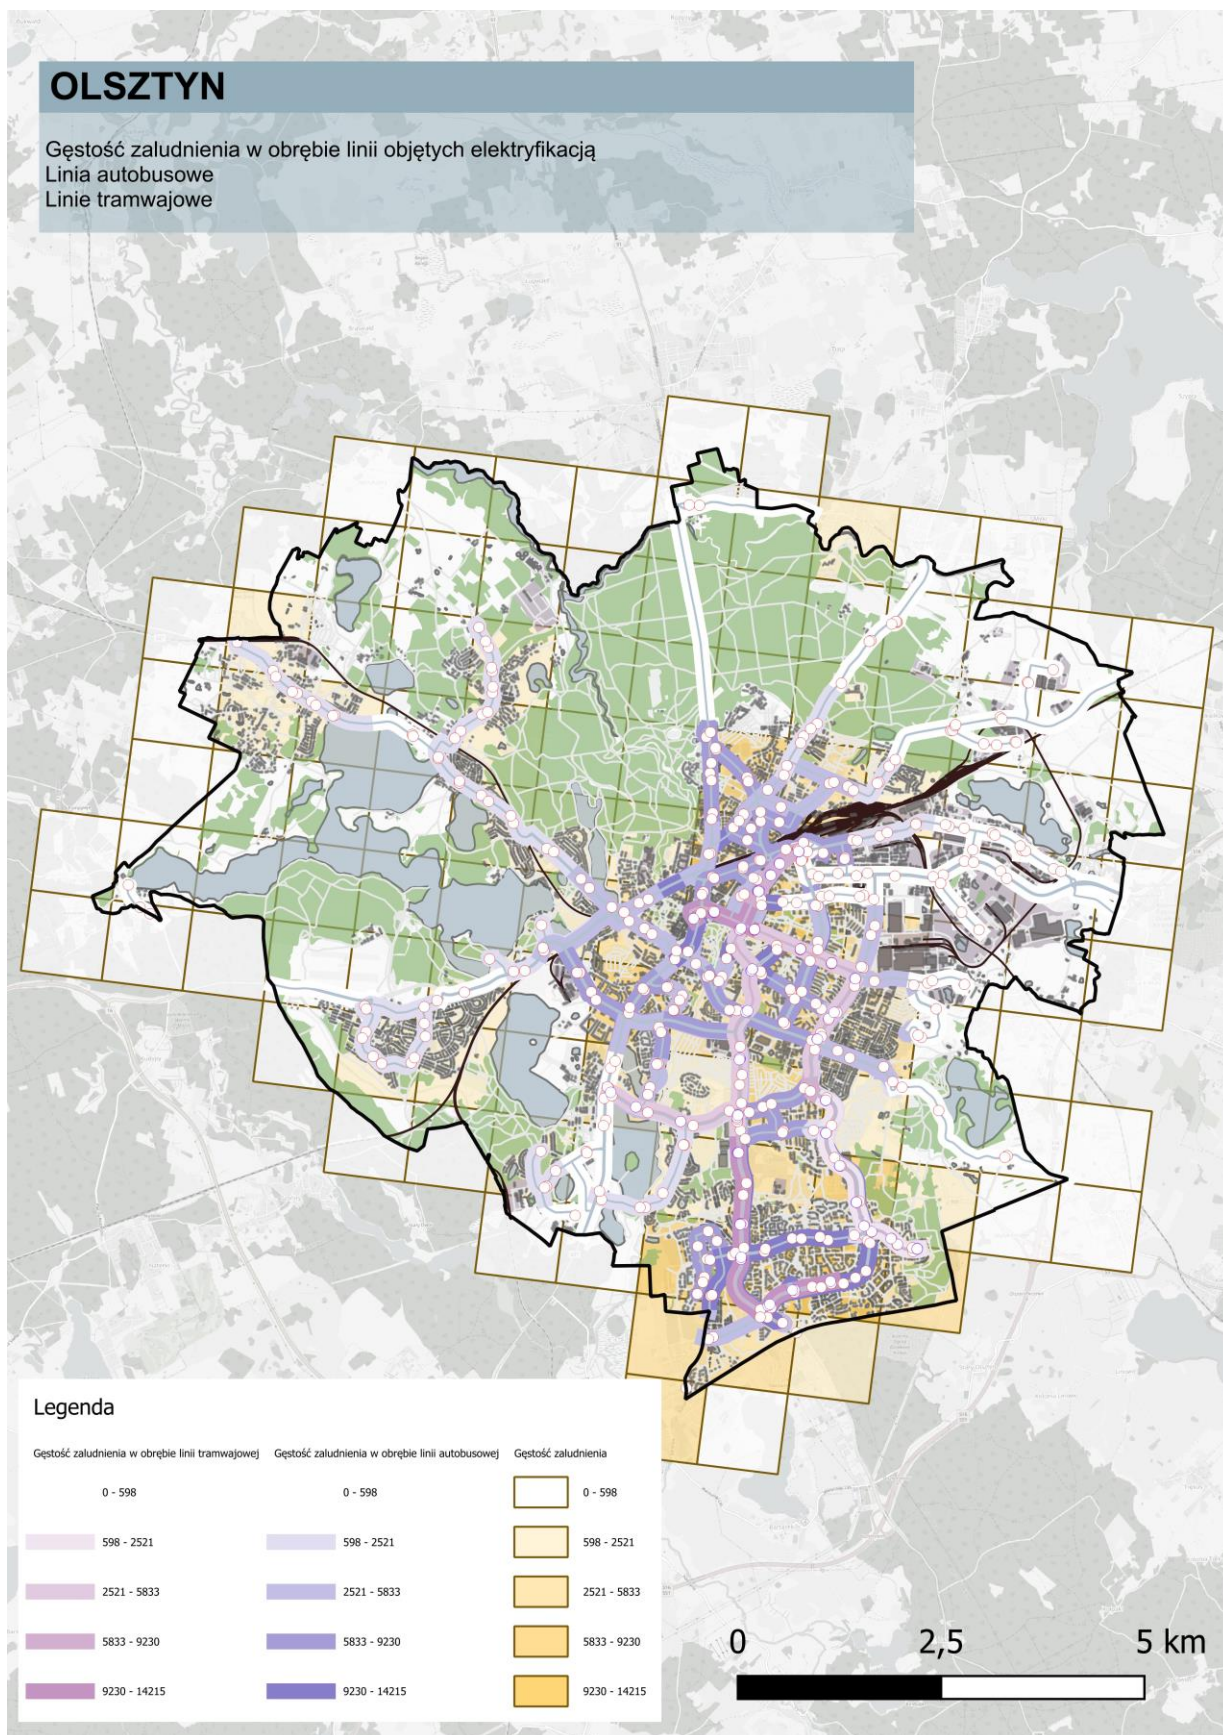 OLSZTYN
Gęstość zaludnienia w obrębie linii objętych elektryfikacją
Linia autobusowe
Linie tramwajowe
Legenda
Gęstość zaludnienia w obrębie linii tramwajowej Gęstość zaludnienia w obrębie linii autobusowej Gęstość zaludnienia
0 - 598 0 - 598 0 - 598
598 - 2521 598 - 2521 598 - 2521
2521 - 5833 2521 - 5833 2521 - 5833
5833 - 9230 5833 - 9230 5833 - 9230
9230 - 14215 9230 - 14215 9230 - 14215
0 2,5 5 km